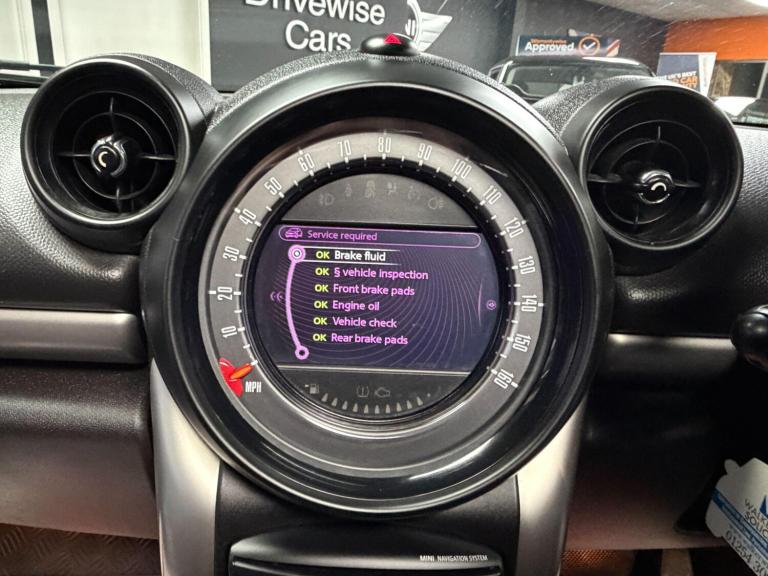 Drivewise
Cars
Approved
10
20
30
40
50
60
70
80
90
100
110
120
130
140
150
160
MPH
Service required
OK Brake fluid
OK § vehicle inspection
OK Front brake pads
OK Engine oil
OK Vehicle check
OK Rear brake pads
MINI NAVIGATION SYSTEM